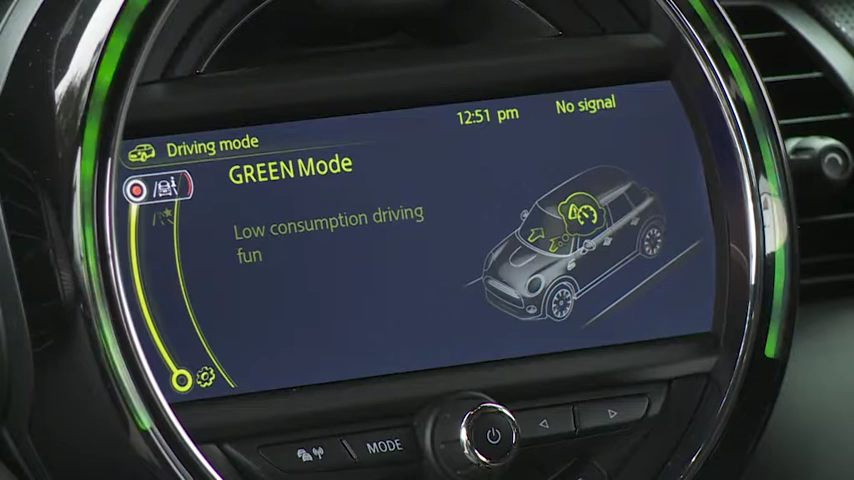 12:51 pm
No signal
Driving mode
GREEN Mode
Low consumption driving
fun
MODE